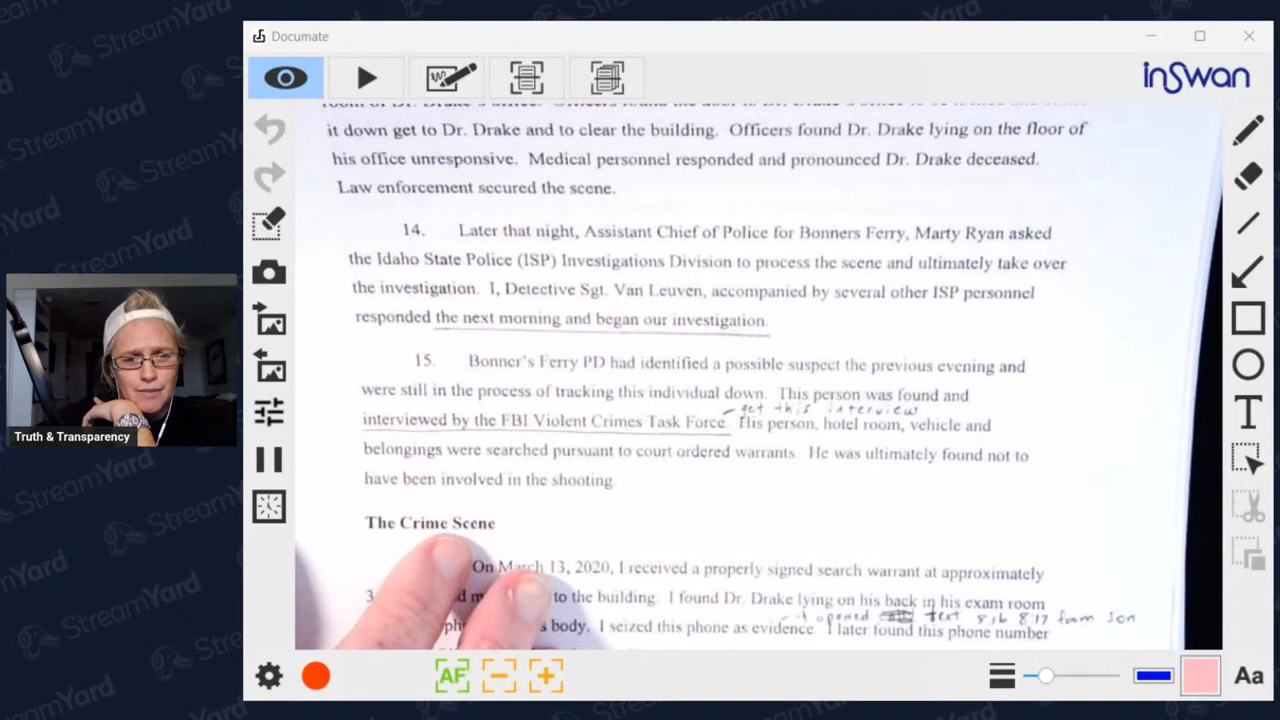 StreamYard
Documate
inSwan
it down get to Dr. Drake and to clear the building. Officers found Dr. Drake lying on the floor of
his office unresponsive. Medical personnel responded and pronounced Dr. Drake deceased.
Law enforcement secured the scene.
14. Later that night, Assistant Chief of Police for Bonners Ferry, Marty Ryan asked
the Idaho State Police (ISP) Investigations Division to process the scene and ultimately take over
the investigation. I, Detective Sgt. Van Leuven, accompanied by several other ISP personnel
responded the next morning and began our investigation.
15. Bonner's Ferry PD had identified a possible suspect the previous evening and
were still in the process of tracking this individual down. This person was found and
get this interview
interviewed by the FBI Violent Crimes Task Force. His person, hotel room, vehicle and
belongings were searched pursuant to court ordered warrants. He was ultimately found not to
have been involved in the shooting.
The Crime Scene
On March 13, 2020, I received a properly signed search warrant at approximately
3 to the building. I found Dr. Drake lying on his back in his exam room
opened text 8:16 8:17 from son
body. I seized this phone as evidence. I later found this phone number
Truth & Transparency
AF
T
Aa